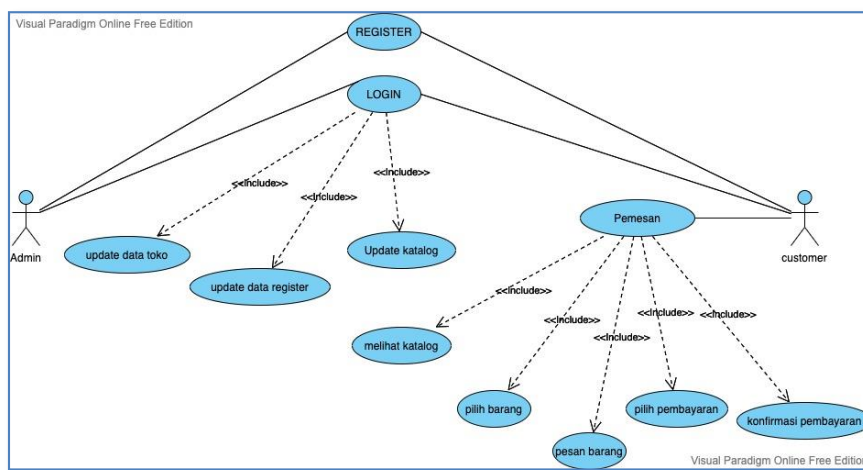 Visual Paradigm Online Free Edition
REGISTER
LOGIN
<<Include>>
<<Include>>
<<Include>>
Admin
customer
Pemesan
update data toko
Update katalog
update data register
<<Include>>
<<Include>>
<<Include>>
<<Include>>
<<Include>>
melihat katalog
pilih barang
pilih pembayaran
konfirmasi pembayaran
pesan barang
Visual Paradigm Online Free Edition